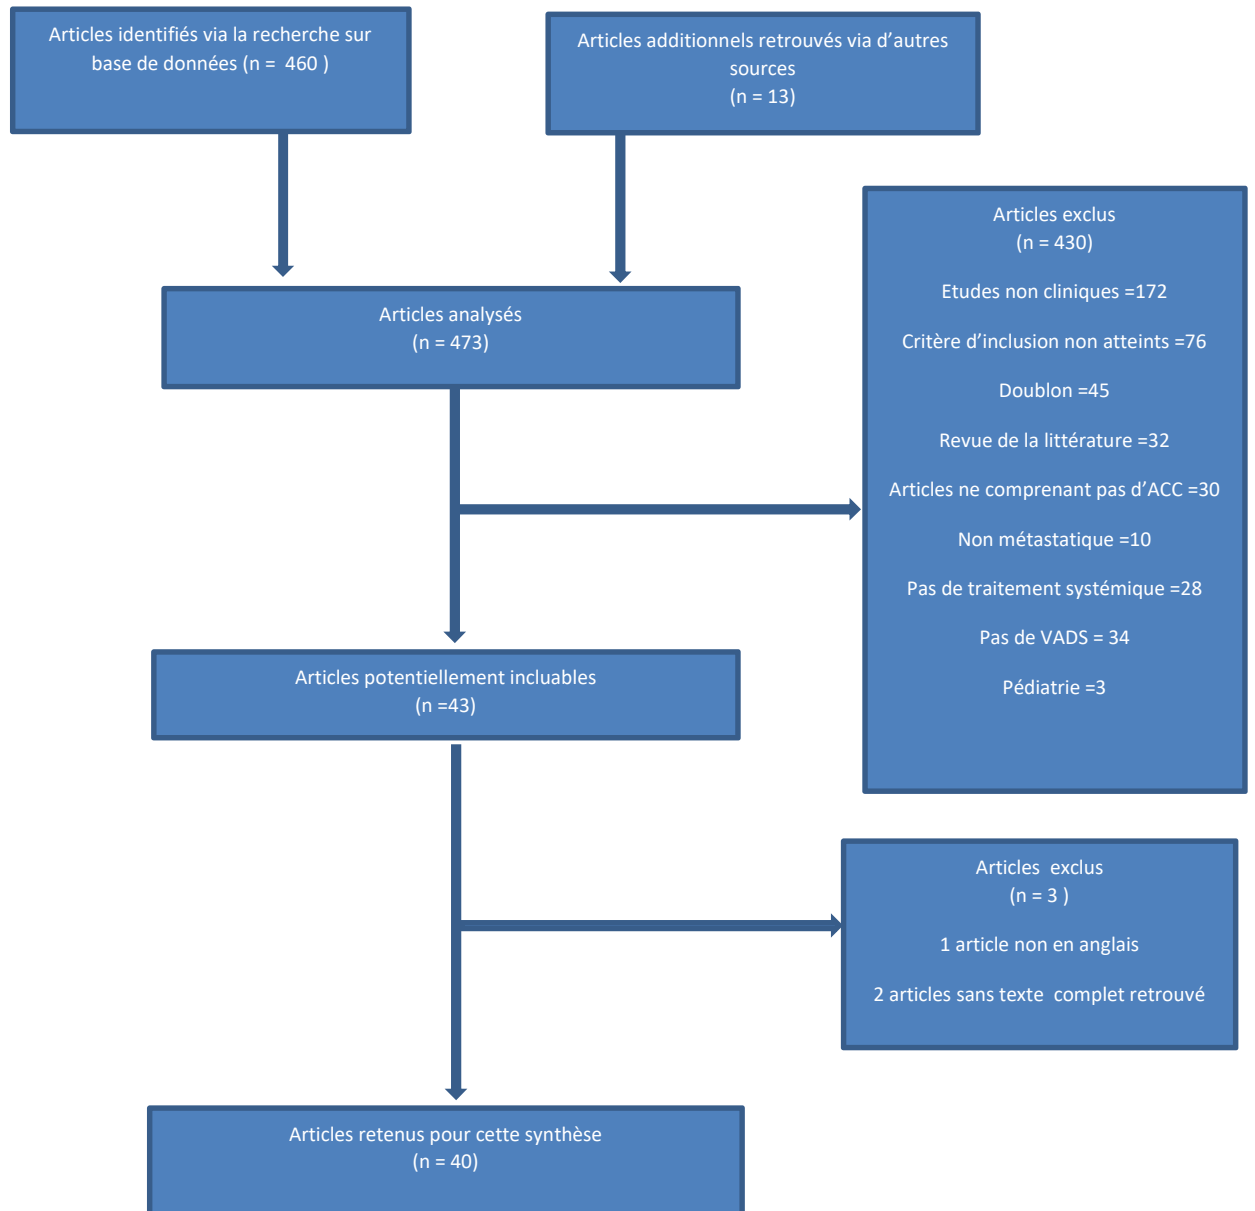 Articles identifiés via la recherche sur
base de données (n =  460 )
Articles additionnels retrouvés via d’autres
sources
(n = 13)
Articles analysés
(n = 473)
Articles exclus
(n = 430)
Etudes non cliniques =172
Critère d’inclusion non atteints =76
Doublon =45
Revue de la littérature =32
Articles ne comprenant pas d’ACC =30
Non métastatique =10
Pas de traitement systémique =28
Pas de VADS = 34
Pédiatrie =3
Articles potentiellement incluables
(n =43)
Articles  exclus
(n = 3 )
1 article non en anglais
2 articles sans texte  complet retrouvé
Articles retenus pour cette synthèse
(n = 40)